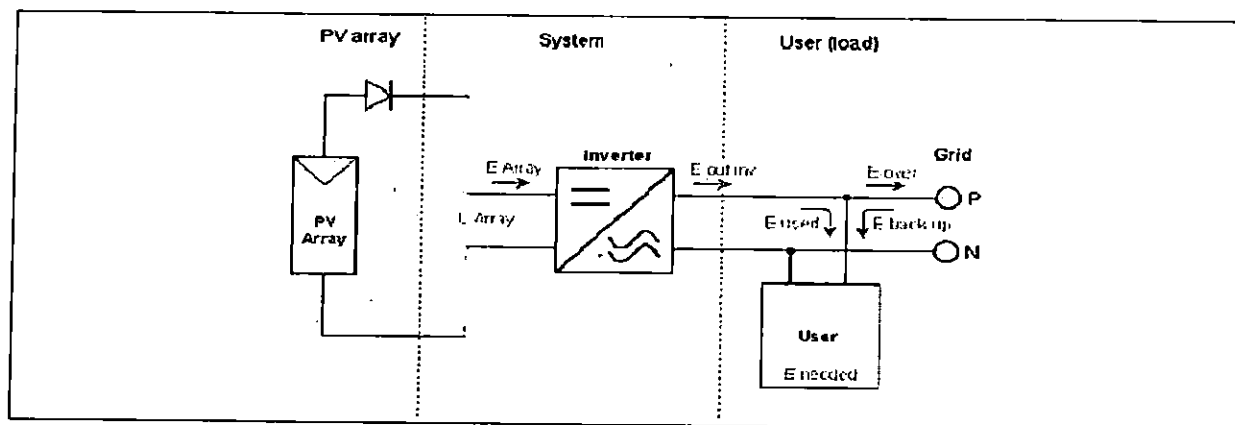 PV array
System
User (load)
PV
Array
E Array
Array
Inverter
E out inv
Grid
E over
P
E used
E back up
N
User
E needed